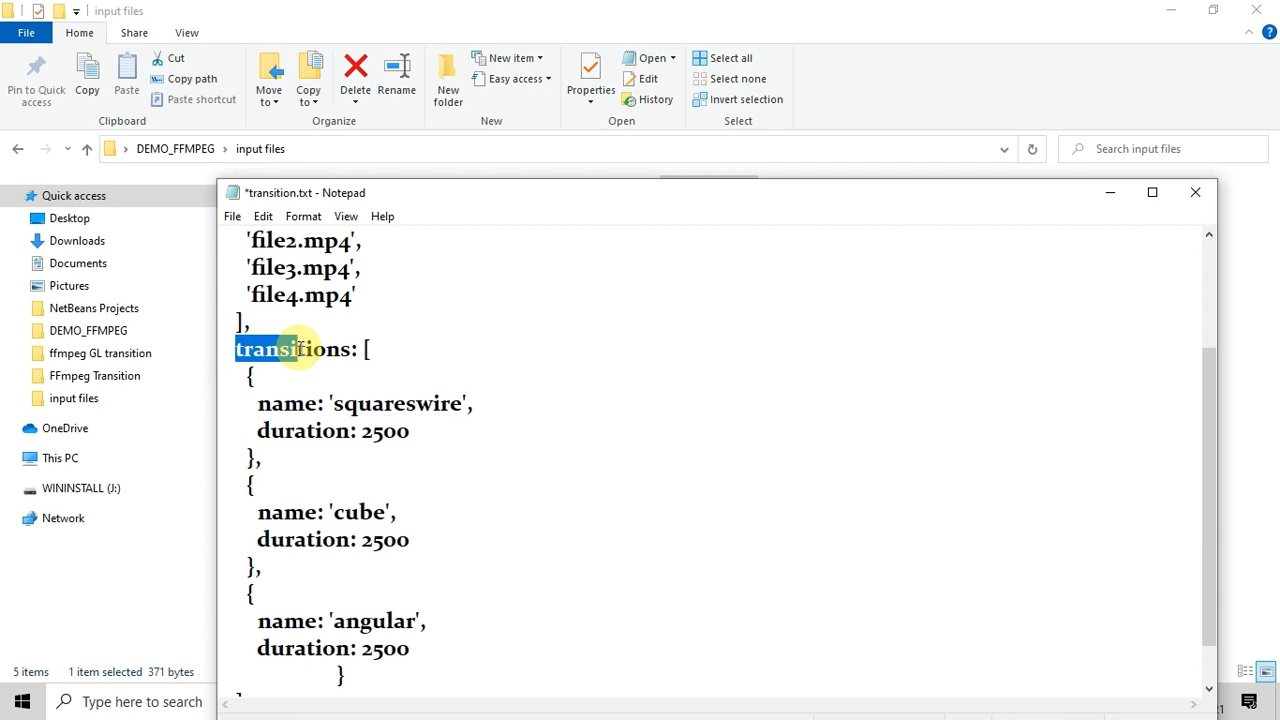 input files
File
Home
Share
View
Pin to Quick access
Copy
Paste
Cut
Copy path
Paste shortcut
Clipboard
Move to
Copy to
Delete
Rename
Organize
New folder
New item
Easy access
New
Properties
Open
Edit
History
Open
Select all
Select none
Invert selection
Select
DEMO_FFMPEG
input files
Search input files
Quick access
Desktop
Downloads
Documents
Pictures
NetBeans Projects
DEMO_FFMPEG
ffmpeg GL transition
FFmpeg Transition
input files
OneDrive
This PC
WININSTALL (J:)
Network
5 items
1 item selected 371 bytes
Type here to search
*transition.txt - Notepad
File
Edit
Format
View
Help
'file2.mp4',
'file3.mp4',
'file4.mp4'
],
transitions: [
{
name: 'squareswire',
duration: 2500
},
{
name: 'cube',
duration: 2500
},
{
name: 'angular',
duration: 2500
}